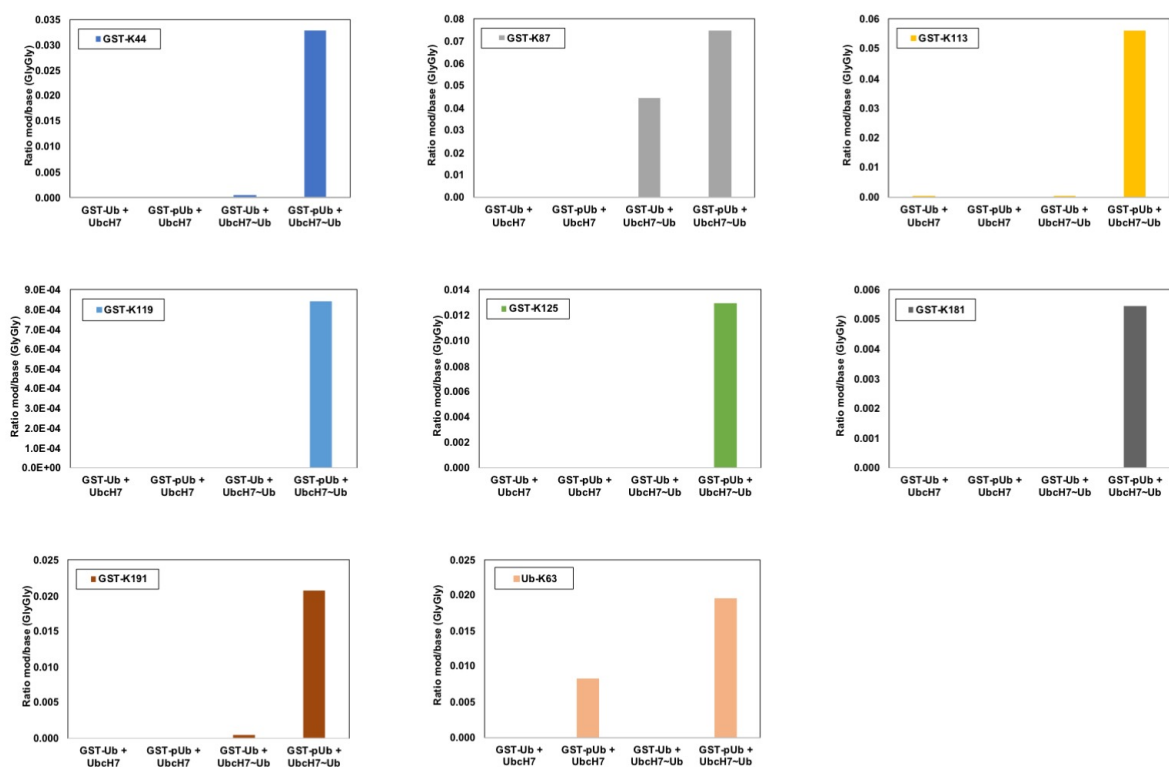 GST-K44
Ratio mod/base (GlyGly)
0.035
0.030
0.025
0.020
0.015
0.010
0.005
0.000
GST-Ub + GST-pUb + GST-Ub + GST-pUb +
UbcH7 UbcH7 UbcH7~Ub UbcH7~Ub
GST-K87
Ratio mod/base (GlyGly)
0.08
0.07
0.06
0.05
0.04
0.03
0.02
0.01
0.00
GST-Ub + GST-pUb + GST-Ub + GST-pUb +
UbcH7 UbcH7 UbcH7~Ub UbcH7~Ub
GST-K113
Ratio mod/base (GlyGly)
0.06
0.05
0.04
0.03
0.02
0.01
0.00
GST-Ub + GST-pUb + GST-Ub + GST-pUb +
UbcH7 UbcH7 UbcH7~Ub UbcH7~Ub
GST-K119
Ratio mod/base (GlyGly)
9.0E-04
8.0E-04
7.0E-04
6.0E-04
5.0E-04
4.0E-04
3.0E-04
2.0E-04
1.0E-04
0.0E+00
GST-Ub + GST-pUb + GST-Ub + GST-pUb +
UbcH7 UbcH7 UbcH7~Ub UbcH7~Ub
GST-K125
Ratio mod/base (GlyGly)
0.014
0.012
0.010
0.008
0.006
0.004
0.002
0.000
GST-Ub + GST-pUb + GST-Ub + GST-pUb +
UbcH7 UbcH7 UbcH7~Ub UbcH7~Ub
GST-K181
Ratio mod/base (GlyGly)
0.006
0.005
0.004
0.003
0.002
0.001
0.000
GST-Ub + GST-pUb + GST-Ub + GST-pUb +
UbcH7 UbcH7 UbcH7~Ub UbcH7~Ub
GST-K191
Ratio mod/base (GlyGly)
0.025
0.020
0.015
0.010
0.005
0.000
GST-Ub + GST-pUb + GST-Ub + GST-pUb +
UbcH7 UbcH7 UbcH7~Ub UbcH7~Ub
Ub-K63
Ratio mod/base (GlyGly)
0.025
0.020
0.015
0.010
0.005
0.000
GST-Ub + GST-pUb + GST-Ub + GST-pUb +
UbcH7 UbcH7 UbcH7~Ub UbcH7~Ub